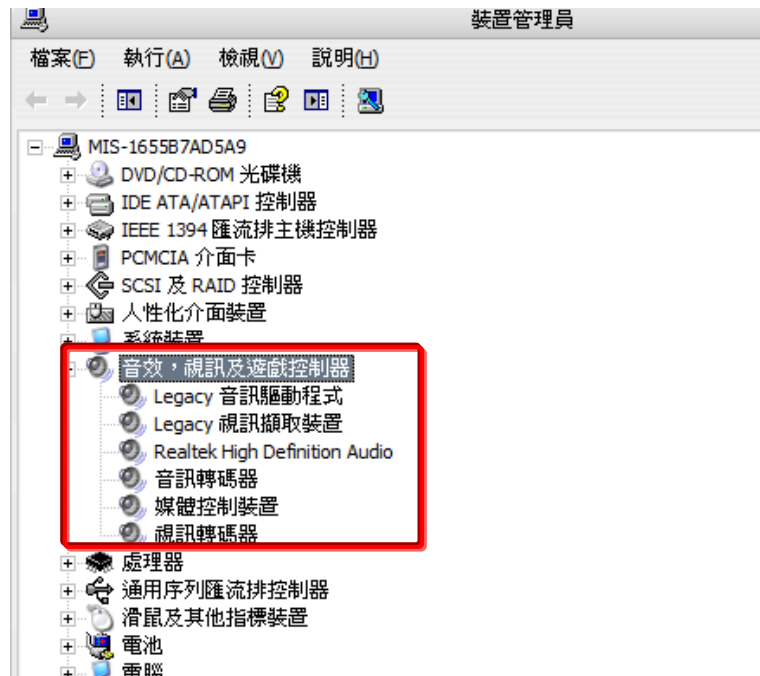 裝置管理員
檔案(F) 執行(A) 檢視(V) 說明(H)
MIS-1655B7AD5A9
DVD/CD-ROM 光碟機
IDE ATA/ATAPI 控制器
IEEE 1394 匯流排主機控制器
PCMCIA 介面卡
SCSI 及 RAID 控制器
人性化介面裝置
系統裝置
音效，視訊及遊戲控制器
Legacy 音訊驅動程式
Legacy 視訊擷取裝置
Realtek High Definition Audio
音訊轉碼器
媒體控制裝置
視訊轉碼器
處理器
通用序列匯流排控制器
滑鼠及其他指標裝置
電池
電腦